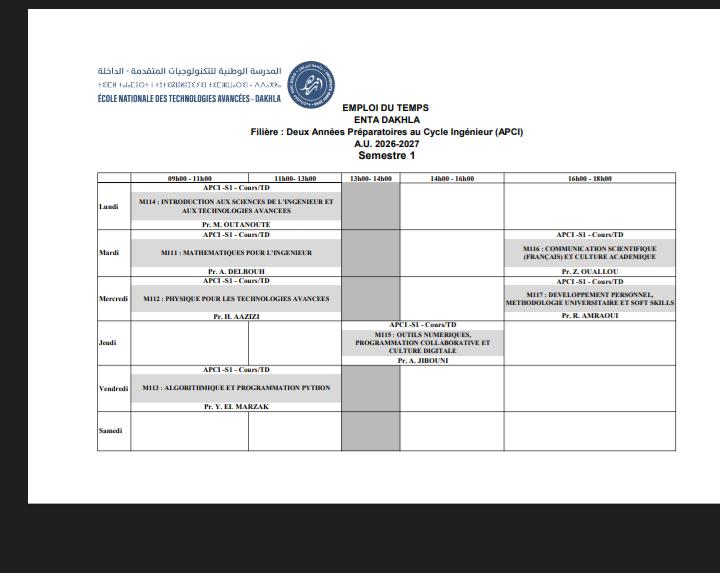 المدرسة الوطنية للتكنولوجيات المتقدمة - الداخلة
ÉCOLE NATIONALE DES TECHNOLOGIES AVANCÉES - DAKHLA
EMPLOI DU TEMPS
ENTA DAKHLA
Filière : Deux Années Préparatoires au Cycle Ingénieur (APCI)
A.U. 2026-2027
Semestre 1
09h00 - 11h00 11h00- 13h00 13h00- 14h00 14h00 - 16h00 16h00 - 18h00
Lundi
APCI -S1 - Cours/TD
M114 : INTRODUCTION AUX SCIENCES DE L'INGENIEUR ET
AUX TECHNOLOGIES AVANCEES
Pr. M. OUTANOUTE
Mardi
APCI -S1 - Cours/TD
M111 : MATHEMATIQUES POUR L'INGENIEUR
Pr. A. DELBOUH
APCI -S1 - Cours/TD
M116 : COMMUNICATION SCIENTIFIQUE
(FRANÇAIS) ET CULTURE ACADEMIQUE
Pr. Z. OUALLOU
Mercredi
APCI -S1 - Cours/TD
M112 : PHYSIQUE POUR LES TECHNOLOGIES AVANCEES
Pr. H. AAZIZI
APCI -S1 - Cours/TD
M117 : DEVELOPPEMENT PERSONNEL,
METHODOLOGIE UNIVERSITAIRE ET SOFT SKILLS
Pr. R. AMRAOUI
Jeudi
APCI -S1 - Cours/TD
M115 : OUTILS NUMERIQUES,
PROGRAMMATION COLLABORATIVE ET
CULTURE DIGITALE
Pr. A. JIBOUNI
Vendredi
APCI -S1 - Cours/TD
M113 : ALGORITHMIQUE ET PROGRAMMATION PYTHON
Pr. Y. EL MARZAK
Samedi